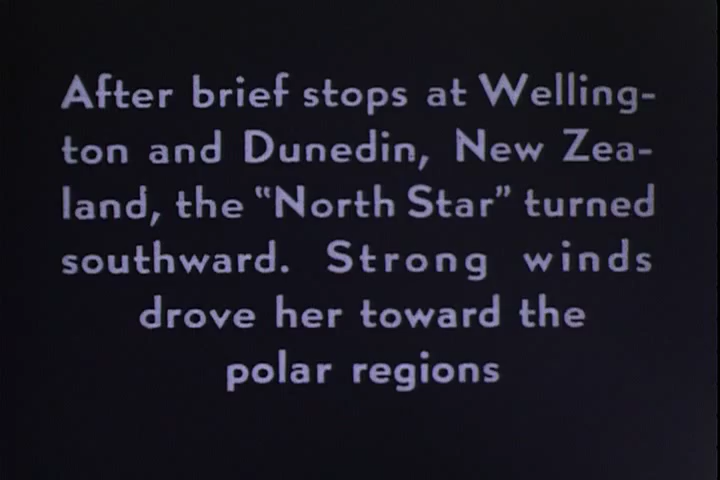 After brief stops at Welling-
ton and Dunedin, New Zea-
land, the "North Star" turned
southward. Strong winds
drove her toward the
polar regions